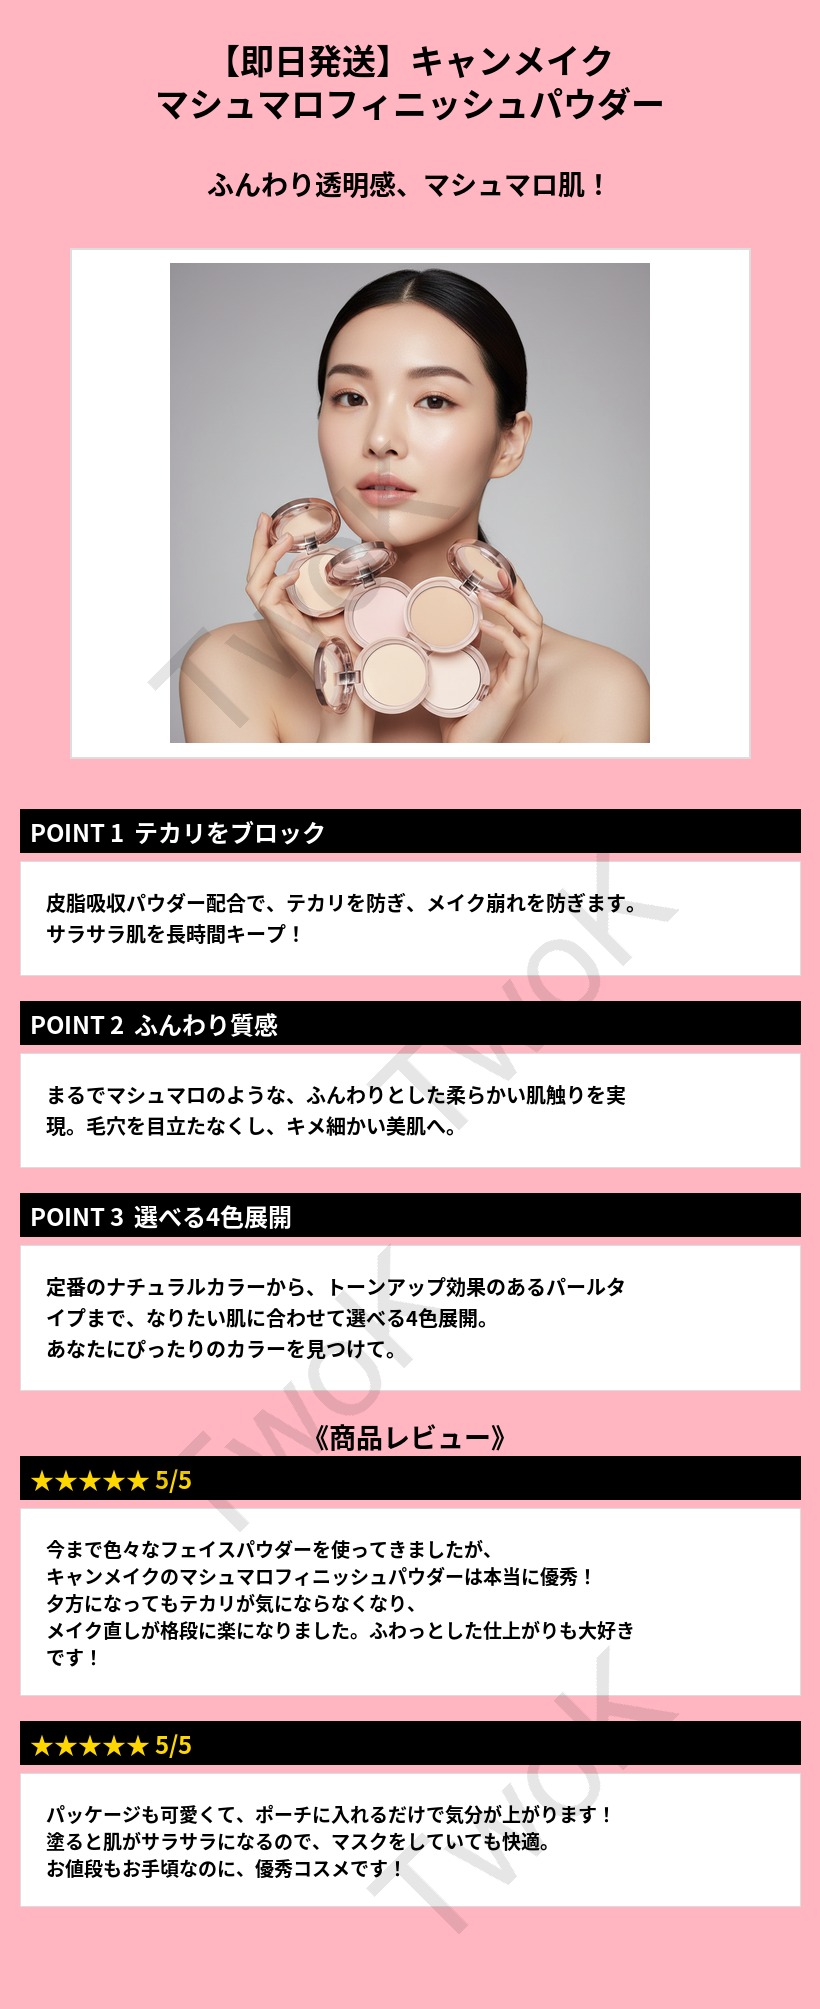 【即日発送】キャンメイク
マシュマロフィニッシュパウダー
ふんわり透明感、マシュマロ肌！
TwoK
POINT 1 テカリをブロック
皮脂吸収パウダー配合で、テカリを防ぎ、メイク崩れを防ぎます。
サラサラ肌を長時間キープ！
TwoK
POINT 2 ふんわり質感
まるでマシュマロのような、ふんわりとした柔らかい肌触りを実
現。毛穴を目立たなくし、キメ細かい美肌へ。
POINT 3 選べる4色展開
定番のナチュラルカラーから、トーンアップ効果のあるパールタ
イプまで、なりたい肌に合わせて選べる4色展開。
あなたにぴったりのカラーを見つけて。
TwoK
《商品レビュー》
★★★★★ 5/5
今まで色々なフェイスパウダーを使ってきましたが、
キャンメイクのマシュマロフィニッシュパウダーは本当に優秀！
夕方になってもテカリが気にならなくなり、
メイク直しが格段に楽になりました。ふわっとした仕上がりも大好き
です！
★★★★★ 5/5
パッケージも可愛くて、ポーチに入れるだけで気分が上がります！
塗ると肌がサラサラになるので、マスクをしていても快適。
お値段もお手頃なのに、優秀コスメです！
TwoK